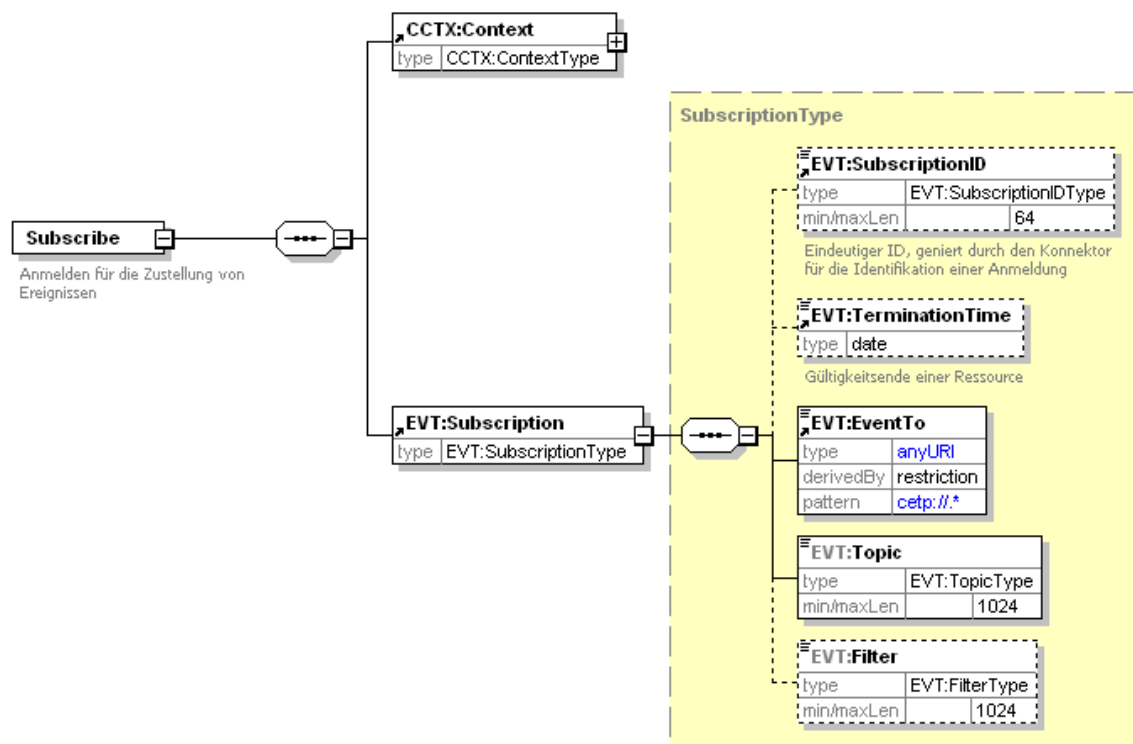 CCTX:Context
type CCTX:ContextType
SubscriptionType
EVT:SubscriptionID
type EVT:SubscriptionIDType
min/maxLen 64
Eindeutiger ID, geniert durch den Konnektor
für die Identifikation einer Anmeldung
Subscribe
Anmelden für die Zustellung von
Ereignissen
EVT:TerminationTime
type date
Gültigkeitsende einer Ressource
EVT:Subscription
type EVT:SubscriptionType
EVT:EventTo
type anyURI
derivedBy restriction
pattern cetp://.*
EVT:Topic
type EVT:TopicType
min/maxLen 1024
EVT:Filter
type EVT:FilterType
min/maxLen 1024